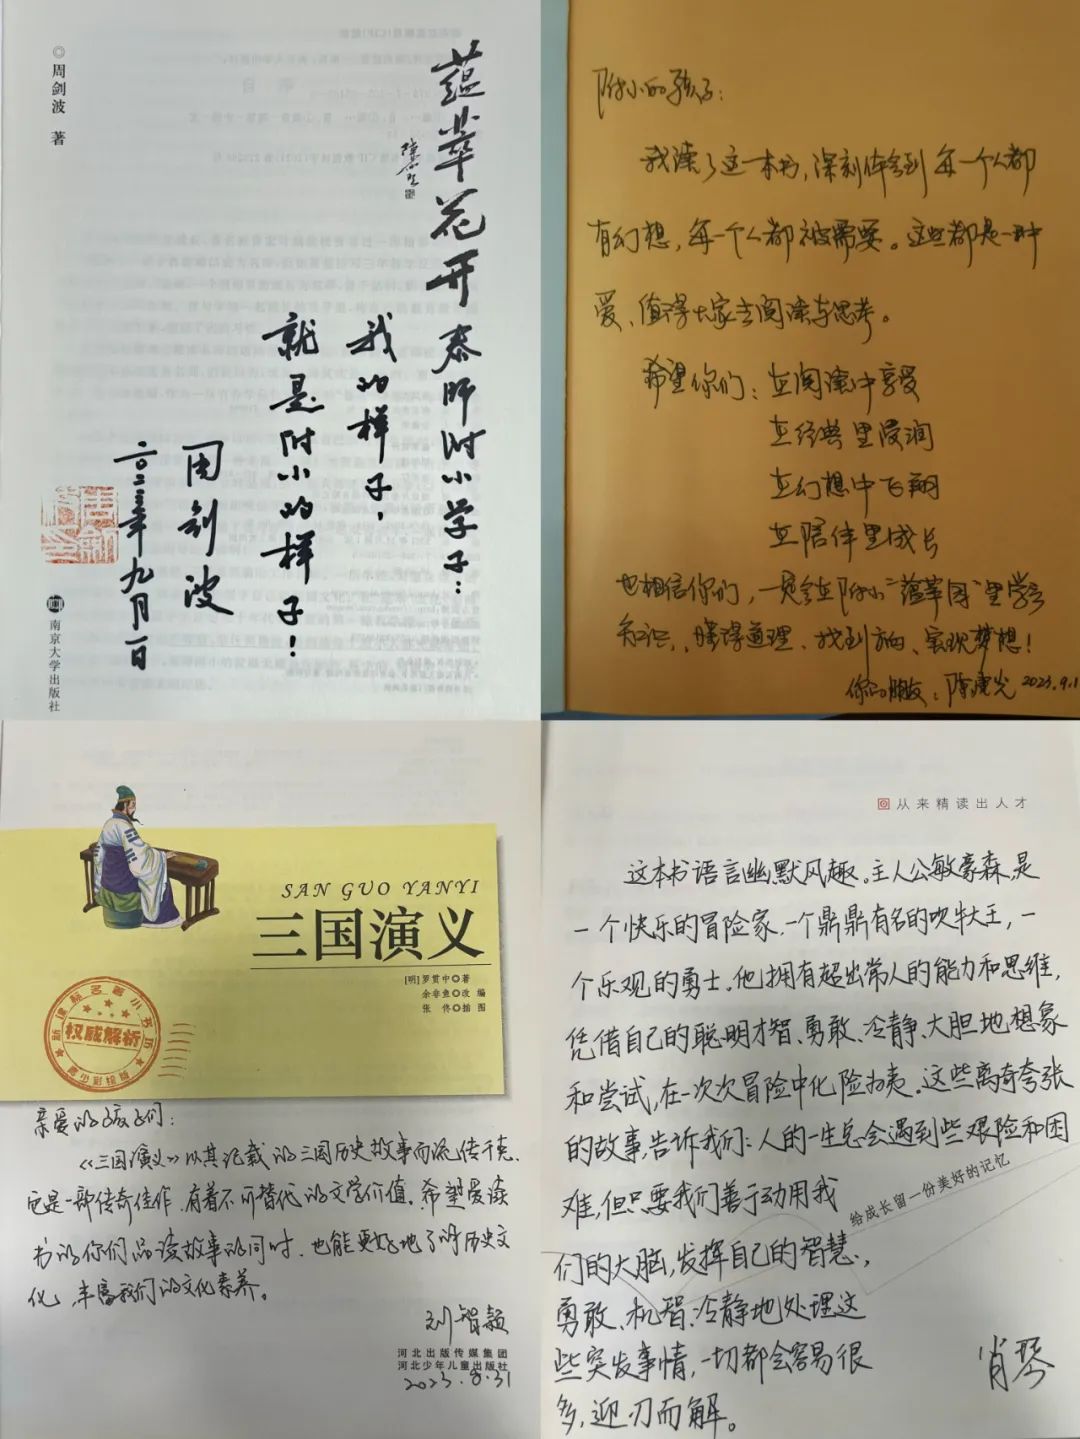 ◎周剑波 著
蕴萃花开
泰师附小学子：
我的样子，
就是附小的样子！
周剑波
二〇二三年九月一日
南京大学出版社
附小的孩子：
我读了这一本书，深刻体会到每一个人都
有幻想，每一个人都被需要。这些都是一种
爱、值得大家去阅读与思考。
希望你们：在阅读中享受
在经典里浸润
在幻想中飞翔
在陪伴里成长
也相信你们，一定会在附小“蕴萃园”里学会
知识、懂得道理、找到方向、实现梦想！
你的朋友：陈 2023.9.1
SAN GUO YANYI
三国演义
[明]罗贯中◎著
余非鱼◎改 编
张 佟◎插 图
权威解析
亲爱的孩子们：
《三国演义》以其记载的三国历史故事而流传千克，
它是一部传奇佳作，有着不可替代的文学价值。希望爱读
书的你们品读故事的同时，也能更好地了解历史文
化，丰富我们的文化素养。
刘智颖
河北出版传媒集团
河北少年儿童出版社
2023.8.31
从来精读出人才
这本书语言幽默风趣。主人公敏豪森，是
一个快乐的冒险家，一个鼎鼎有名的吹牛大王，一
个乐观的勇士。他拥有超出常人的能力和思维，
凭借自己的聪明才智、勇敢、冷静、大胆地想象
和尝试，在一次次冒险中化险为夷。这些离奇夸张
的故事，告诉我们：人的一生总会遇到些艰险和困
难，但只要我们善于动用我
给成长留一份美好的记忆
们的大脑，发挥自己的智慧，
勇敢、机智、冷静地处理这
些突发事情，一切都会容易很
多，迎刃而解。
肖琴